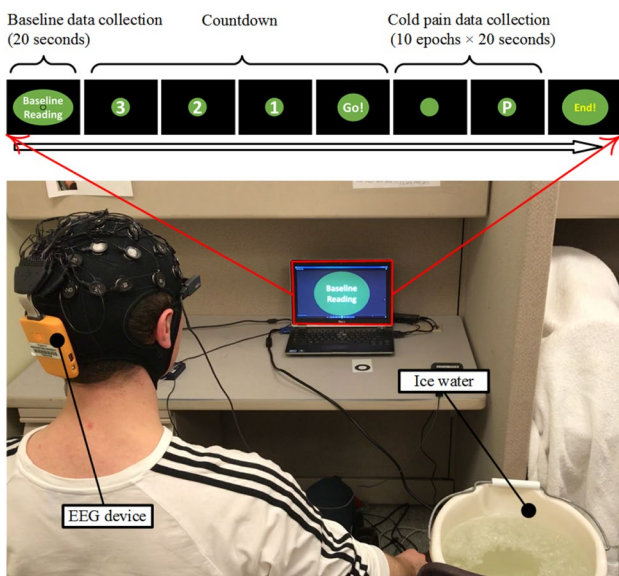 Baseline data collection
(20 seconds)
Countdown
Cold pain data collection
(10 epochs × 20 seconds)
Baseline
Reading
3
2
1
Go!
P
End!
Baseline
Reading
Ice water
EEG device